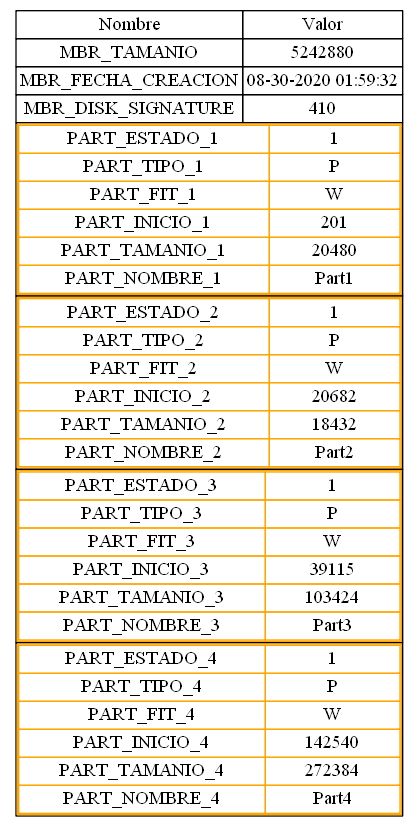 Nombre Valor
MBR_TAMANIO 5242880
MBR_FECHA_CREACION 08-30-2020 01:59:32
MBR_DISK_SIGNATURE 410
PART_ESTADO_1 1
PART_TIPO_1 P
PART_FIT_1 W
PART_INICIO_1 201
PART_TAMANIO_1 20480
PART_NOMBRE_1 Part1
PART_ESTADO_2 1
PART_TIPO_2 P
PART_FIT_2 W
PART_INICIO_2 20682
PART_TAMANIO_2 18432
PART_NOMBRE_2 Part2
PART_ESTADO_3 1
PART_TIPO_3 P
PART_FIT_3 W
PART_INICIO_3 39115
PART_TAMANIO_3 103424
PART_NOMBRE_3 Part3
PART_ESTADO_4 1
PART_TIPO_4 P
PART_FIT_4 W
PART_INICIO_4 142540
PART_TAMANIO_4 272384
PART_NOMBRE_4 Part4